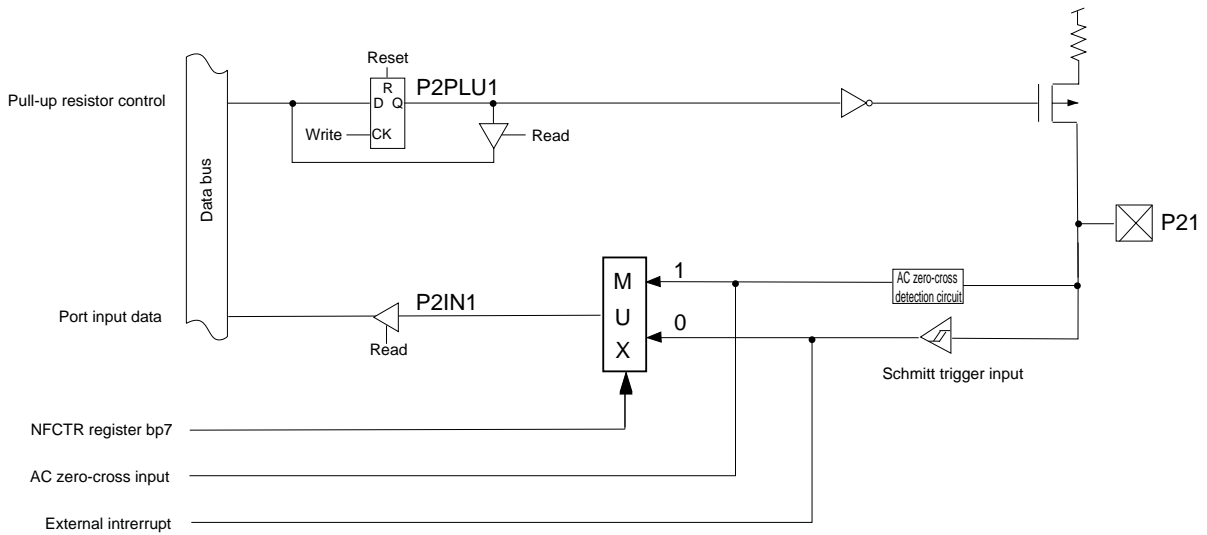 Reset
Pull-up resistor control
R
P2PLU1
D Q
Write
CK
Read
Data bus
P21
M
U
X
1
AC zero-cross
detection circuit
P2IN1
0
Port input data
Read
Schmitt trigger input
NFCTR register bp7
AC zero-cross input
External intrerrupt